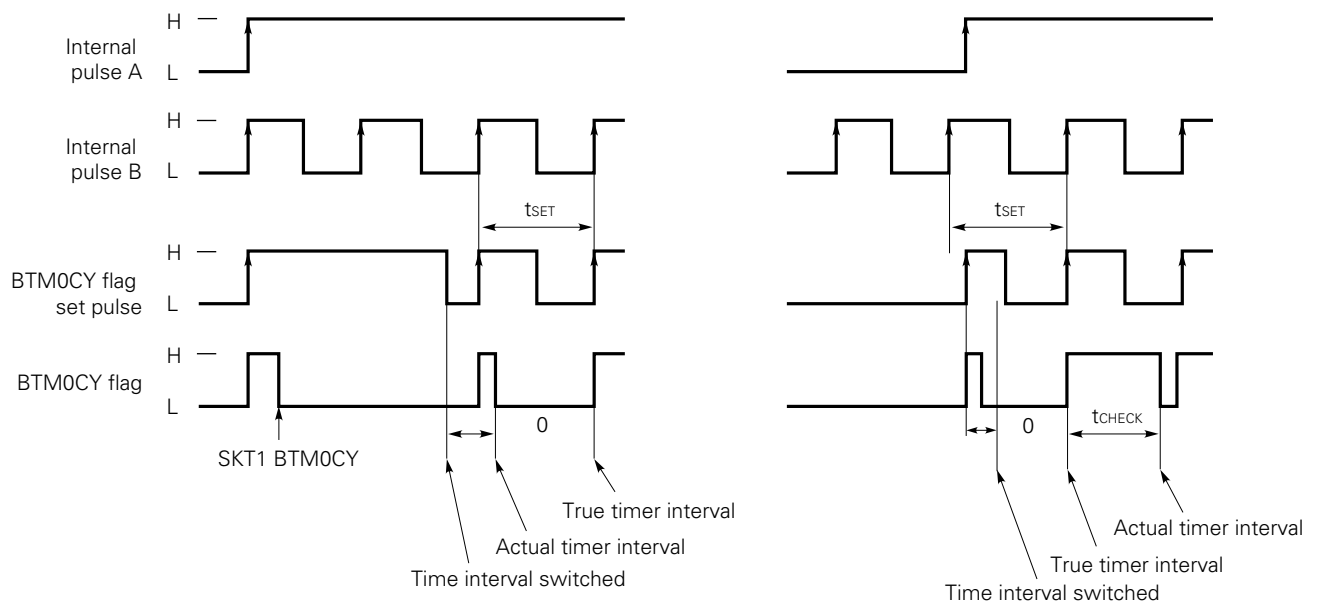 H
Internal
pulse A
L
H
Internal
pulse B
L
tSET
tSET
H
BTM0CY flag
set pulse
L
H
BTM0CY flag
L
0
0
tCHECK
SKT1 BTM0CY
True timer interval
Actual timer interval
Time interval switched
Actual timer interval
True timer interval
Time interval switched